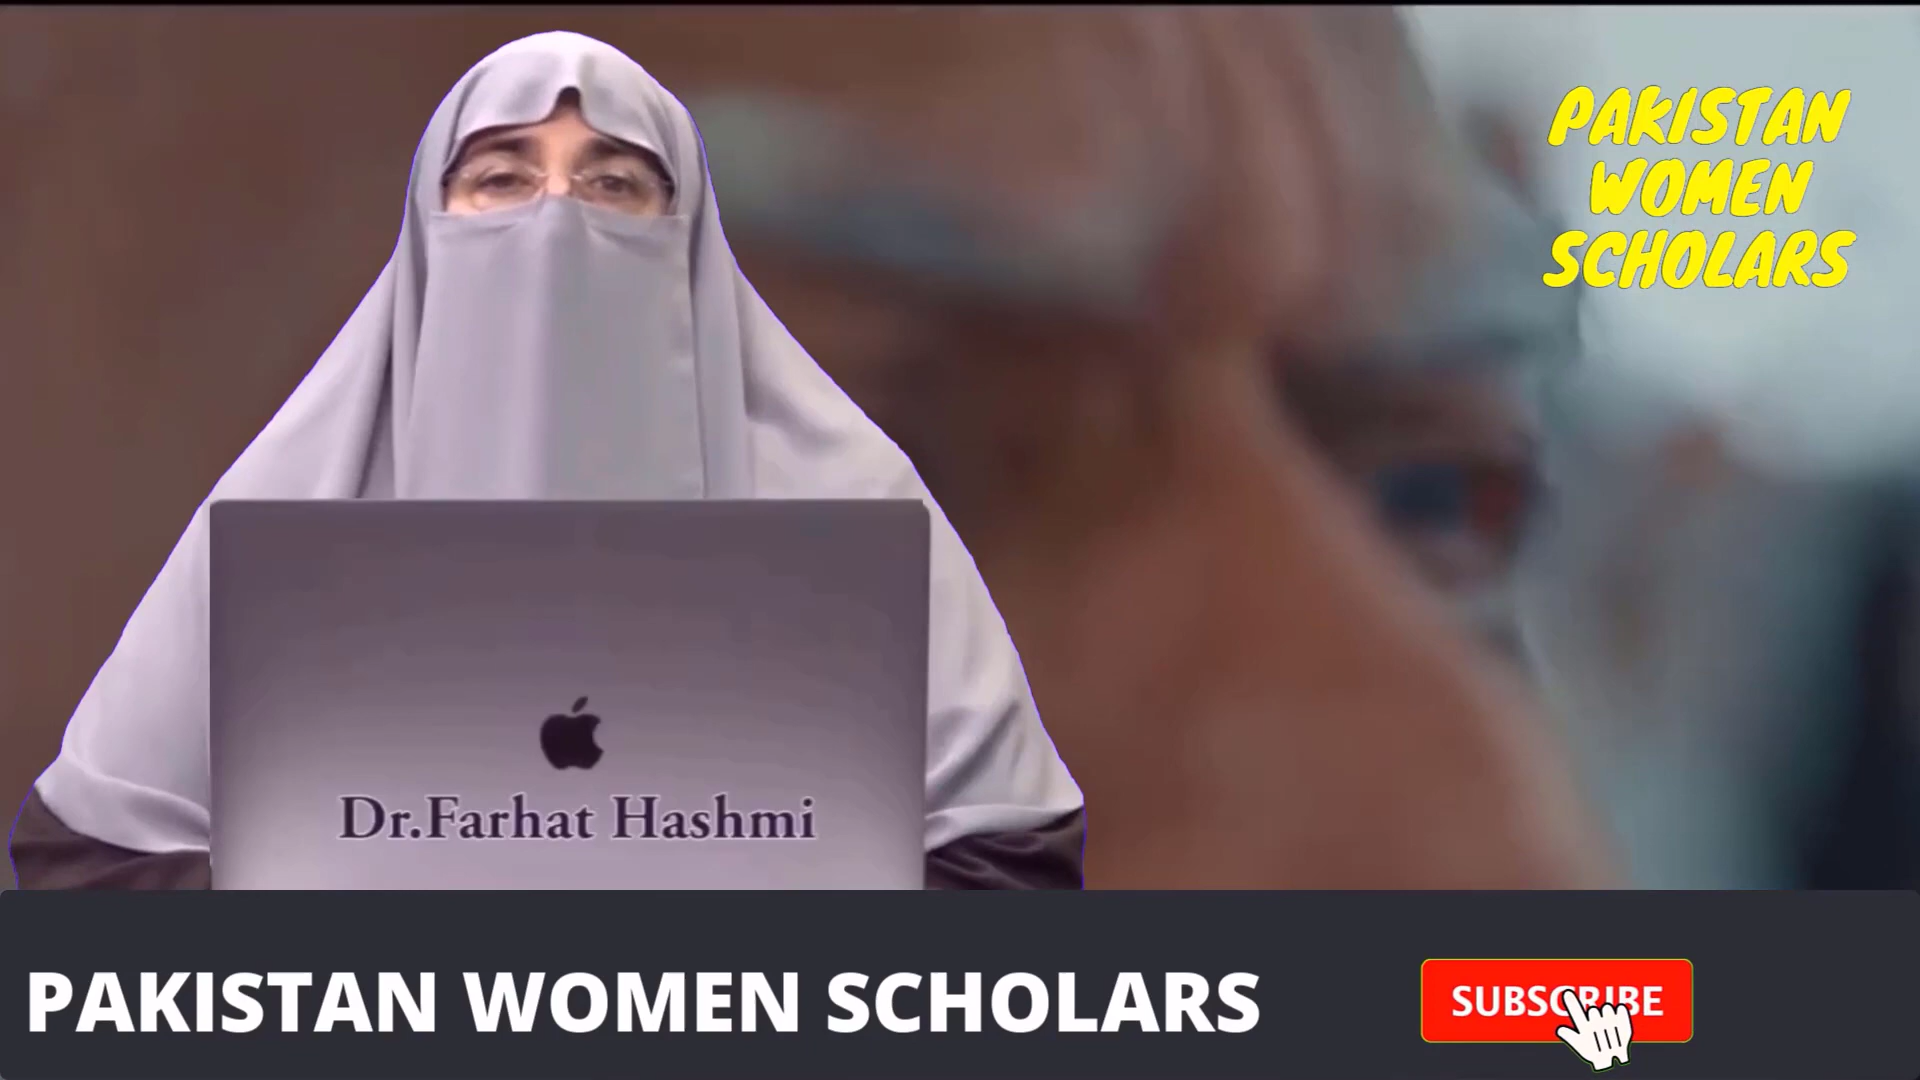 PAKISTAN
WOMEN
SCHOLARS
Dr.Farhat Hashmi
PAKISTAN WOMEN SCHOLARS
SUBSCRIBE